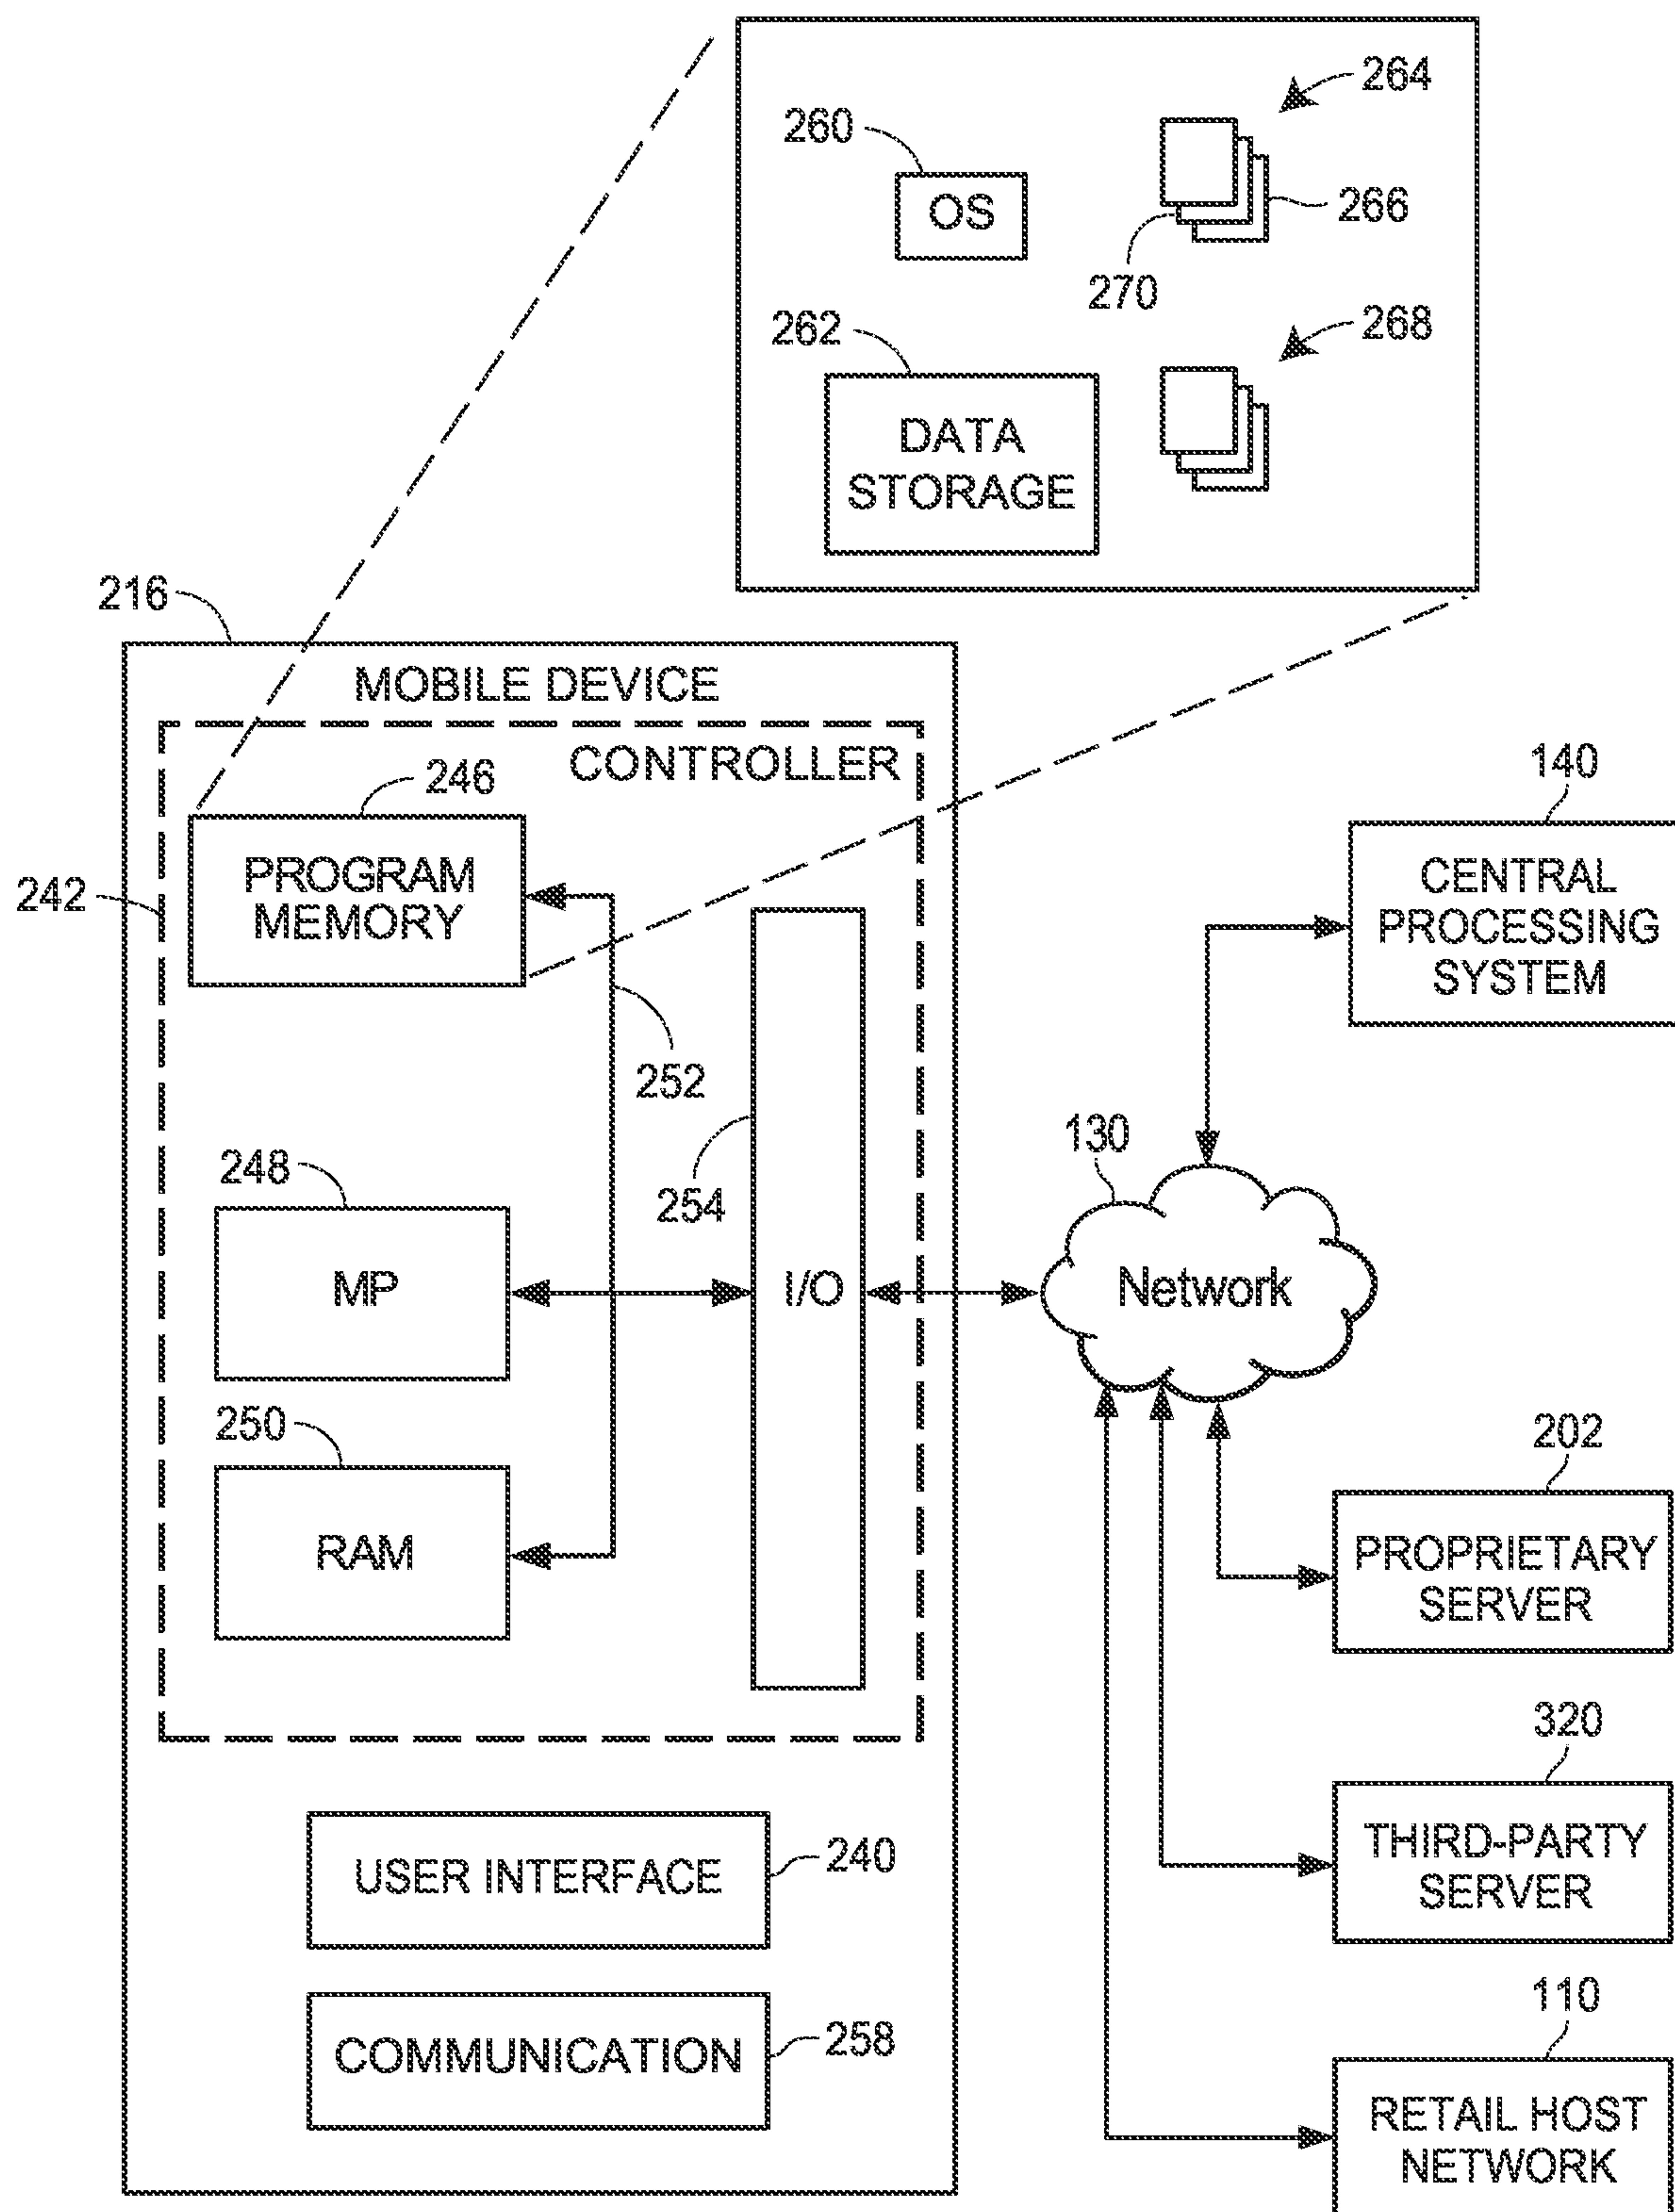 264
260
OS
266
270
262
268
DATA
STORAGE
216
MOBILE DEVICE
CONTROLLER
246
PROGRAM
MEMORY
242
252
254
248
MP
I/O
250
RAM
USER INTERFACE
240
COMMUNICATION
258
140
CENTRAL
PROCESSING
SYSTEM
130
Network
202
PROPRIETARY
SERVER
320
THIRD-PARTY
SERVER
110
RETAIL HOST
NETWORK